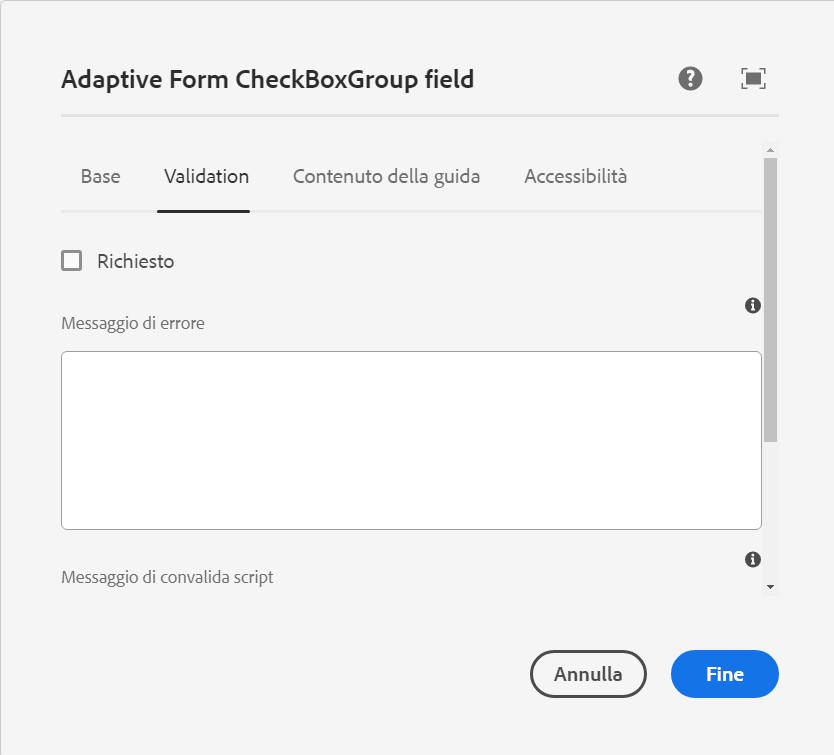 Adaptive Form CheckBoxGroup field
Base Validation Contenuto della guida Accessibilità
Richiesto
Messaggio di errore
Messaggio di convalida script
Annulla Fine